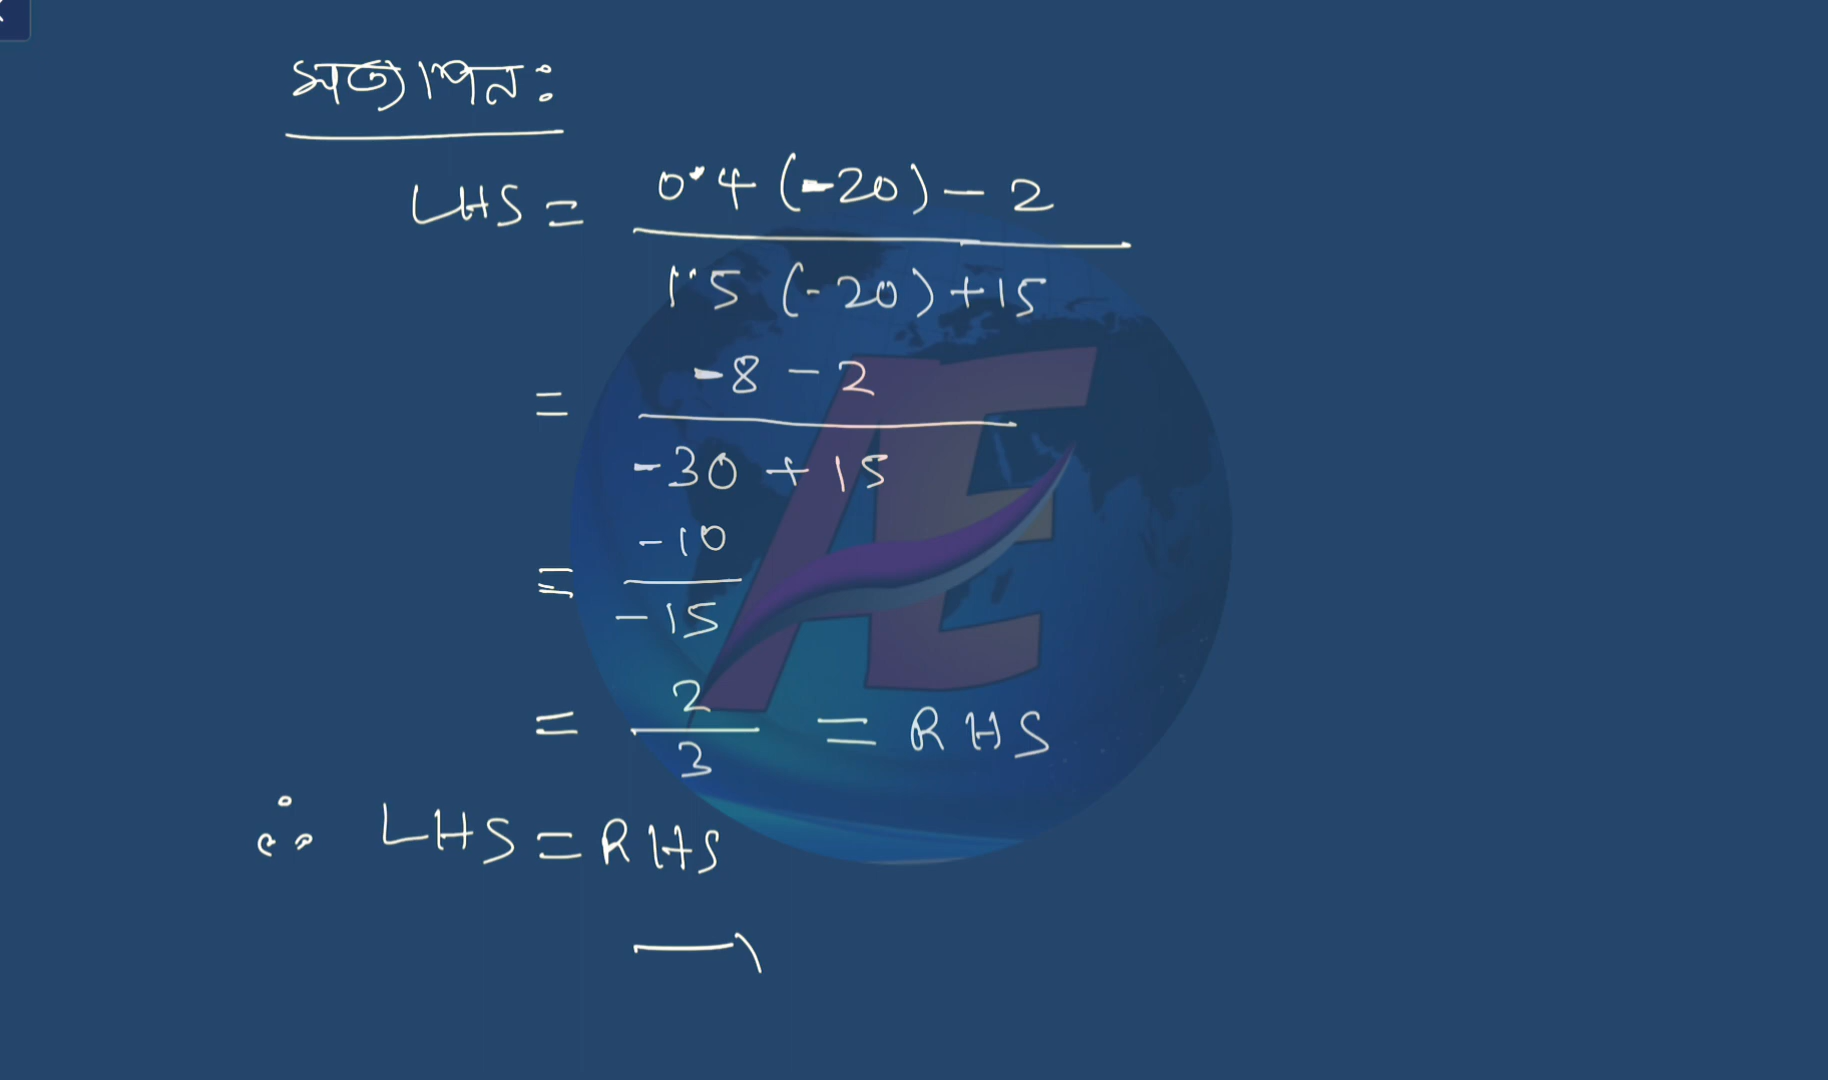 সত্যাপন:
LHS = 0.4 (-20) - 2 / 1.5 (-20) + 15
= -8 - 2 / -30 + 15
= -10 / -15
= 2 / 3 = RHS
∴ LHS = RHS
AE